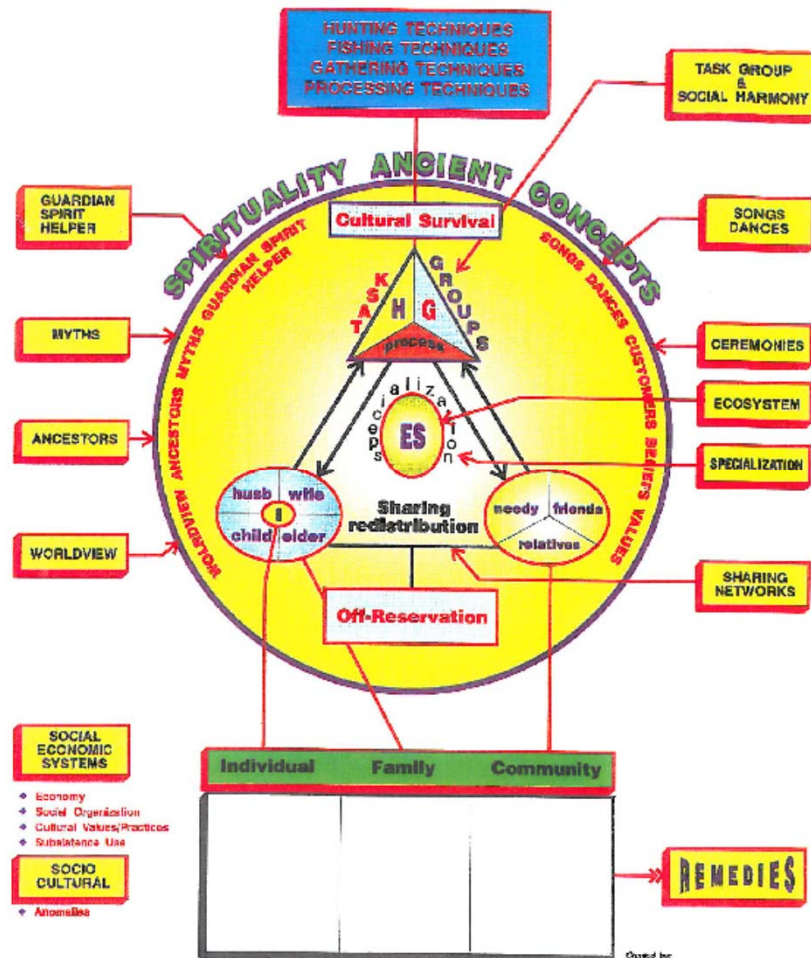 HUNTING TECHNIQUES
FISHING TECHNIQUES
GATHERING TECHNIQUES
PROCESSING TECHNIQUES
TASK GROUP
&
SOCIAL HARMONY
SPIRITUALITY ANCIENT CONCEPTS
GUARDIAN
SPIRIT
HELPER
MYTHS
ANCESTORS
WORLDVIEW
SONGS
DANCES
CEREMONIES
ECOSYSTEM
SPECIALIZATION
SHARING
NETWORKS
WOLRDVIEW ANCESTORS MYTHS GUARDIAN SPIRIT
HELPER
SONGS DANCES CUSTOMERS BELIEFS VALUES
Cultural Survival
TASK GROUPS
H G
process
specialization
ES
husb wife
I
child elder
Sharing
redistribution
needy friends
relatives
Off-Reservation
SOCIAL
ECONOMIC
SYSTEMS
Economy
Social Organization
Cultural Values/Practices
Subsistence Use
SOCIO
CULTURAL
Anomalies
Individual Family Community
REMEDIES